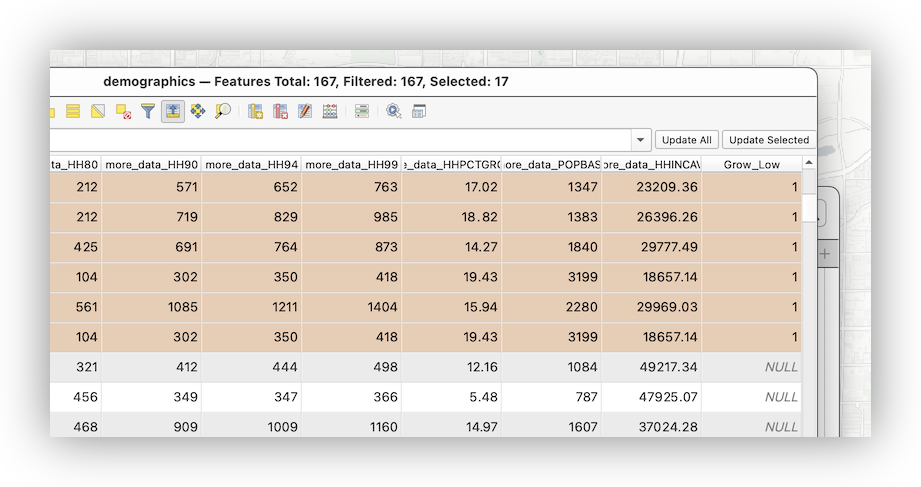 demographics — Features Total: 167, Filtered: 167, Selected: 17
Update All Update Selected
ta_HH80 more_data_HH90 more_data_HH94 more_data_HH99 e_data_HHPCTGRO ore_data_POPBAS ore_data_HHINCAV Grow_Low
212 571 652 763 17.02 1347 23209.36 1
212 719 829 985 18.82 1383 26396.26 1
425 691 764 873 14.27 1840 29777.49 1
104 302 350 418 19.43 3199 18657.14 1
561 1085 1211 1404 15.94 2280 29969.03 1
104 302 350 418 19.43 3199 18657.14 1
321 412 444 498 12.16 1084 49217.34 NULL
456 349 347 366 5.48 787 47925.07 NULL
468 909 1009 1160 14.97 1607 37024.28 NULL